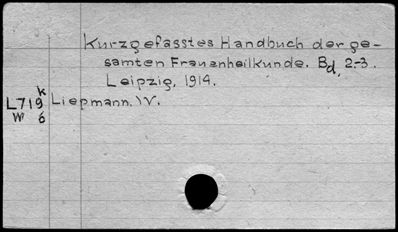 Kurzgefasstes Handbuch der ge-
samten Frauenheilkunde. Bd. 2-3.
Leipzig, 1914.
k
L719 Liepmann, W.
W 6